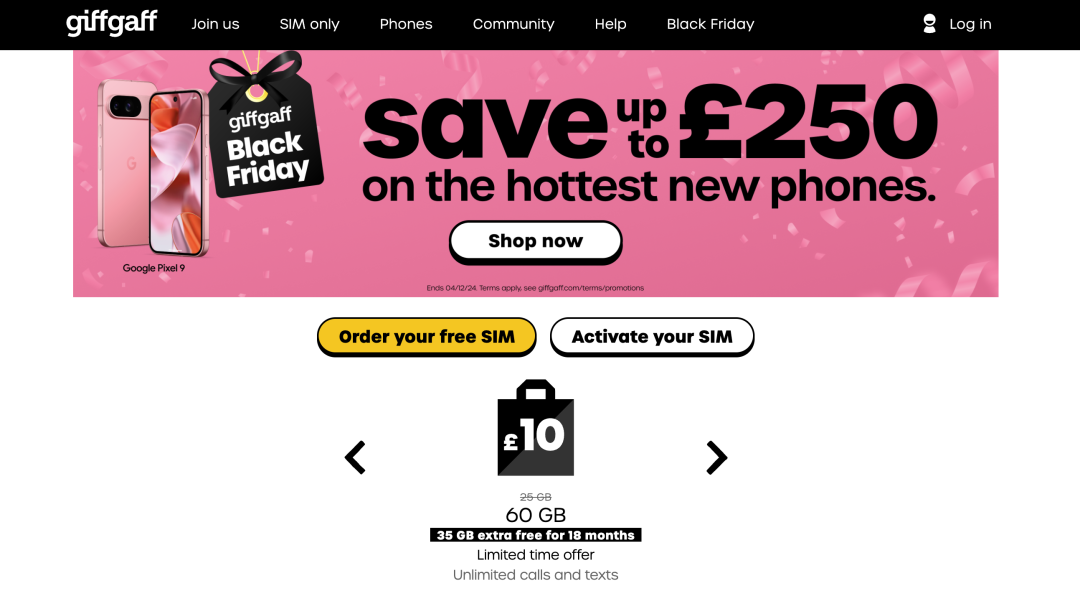 giffgaff
Join us
SIM only
Phones
Community
Help
Black Friday
Log in
giffgaff
Black
Friday
G
Google Pixel 9
save up to £250
on the hottest new phones.
Shop now
Ends 04/12/24. Terms apply, see giffgaff.com/terms/promotions
Order your free SIM
Activate your SIM
£10
25 GB
60 GB
35 GB extra free for 18 months
Limited time offer
Unlimited calls and texts